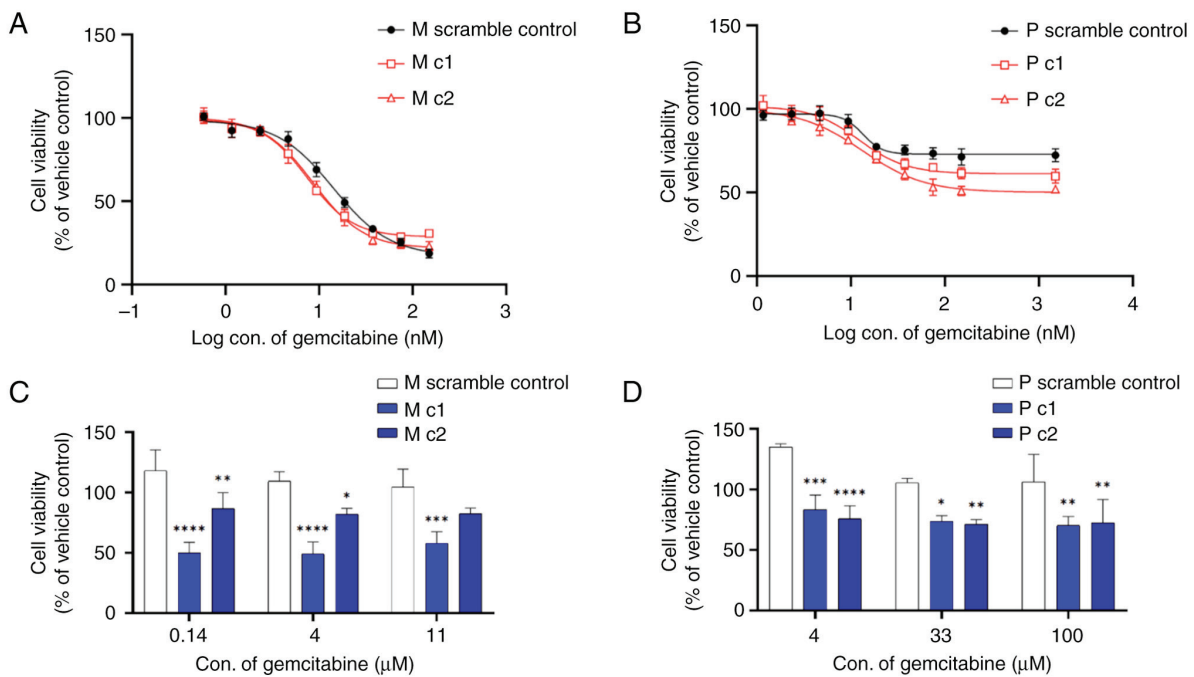 A
M scramble control
M c1
M c2
Cell viability
(% of vehicle control)
150
100
50
0
–1
0
1
2
3
Log con. of gemcitabine (nM)
B
P scramble control
P c1
P c2
Cell viability
(% of vehicle control)
150
100
50
0
0
1
2
3
4
Log con. of gemcitabine (nM)
C
M scramble control
M c1
M c2
Cell viability
(% of vehicle control)
150
100
50
0
****
**
****
*
***
0.14
4
11
Con. of gemcitabine (μM)
D
P scramble control
P c1
P c2
Cell viability
(% of vehicle control)
150
100
50
0
***
****
*
**
**
**
4
33
100
Con. of gemcitabine (μM)